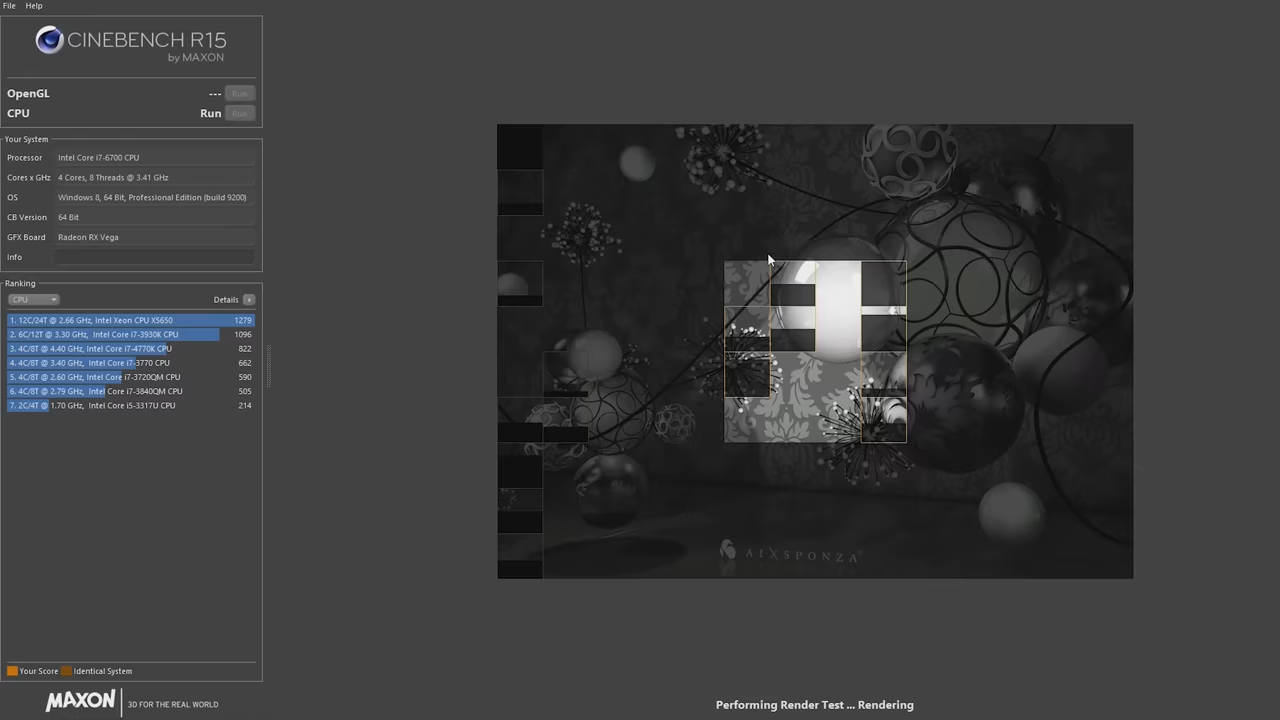 File Help
CINEBENCH R15
by MAXON
OpenGL --- Run
CPU Run Run
Your System
Processor Intel Core i7-6700 CPU
Cores x GHz 4 Cores, 8 Threads @ 3.41 GHz
OS Windows 8, 64 Bit, Professional Edition (build 9200)
CB Version 64 Bit
GFX Board Radeon RX Vega
Info
Ranking
CPU Details
1. 12C/24T @ 2.66 GHz, Intel Xeon CPU X5650 1279
2. 6C/12T @ 3.30 GHz, Intel Core i7-3930K CPU 1096
3. 4C/8T @ 4.40 GHz, Intel Core i7-4770K CPU 822
4. 4C/8T @ 3.40 GHz, Intel Core i7-3770 CPU 662
5. 4C/8T @ 2.60 GHz, Intel Core i7-3720QM CPU 590
6. 4C/8T @ 2.79 GHz, Intel Core i7-3840QM CPU 505
7. 2C/4T @ 1.70 GHz, Intel Core i5-3317U CPU 214
AIXSPONZA
Your Score Identical System
MAXON 3D FOR THE REAL WORLD
Performing Render Test ... Rendering